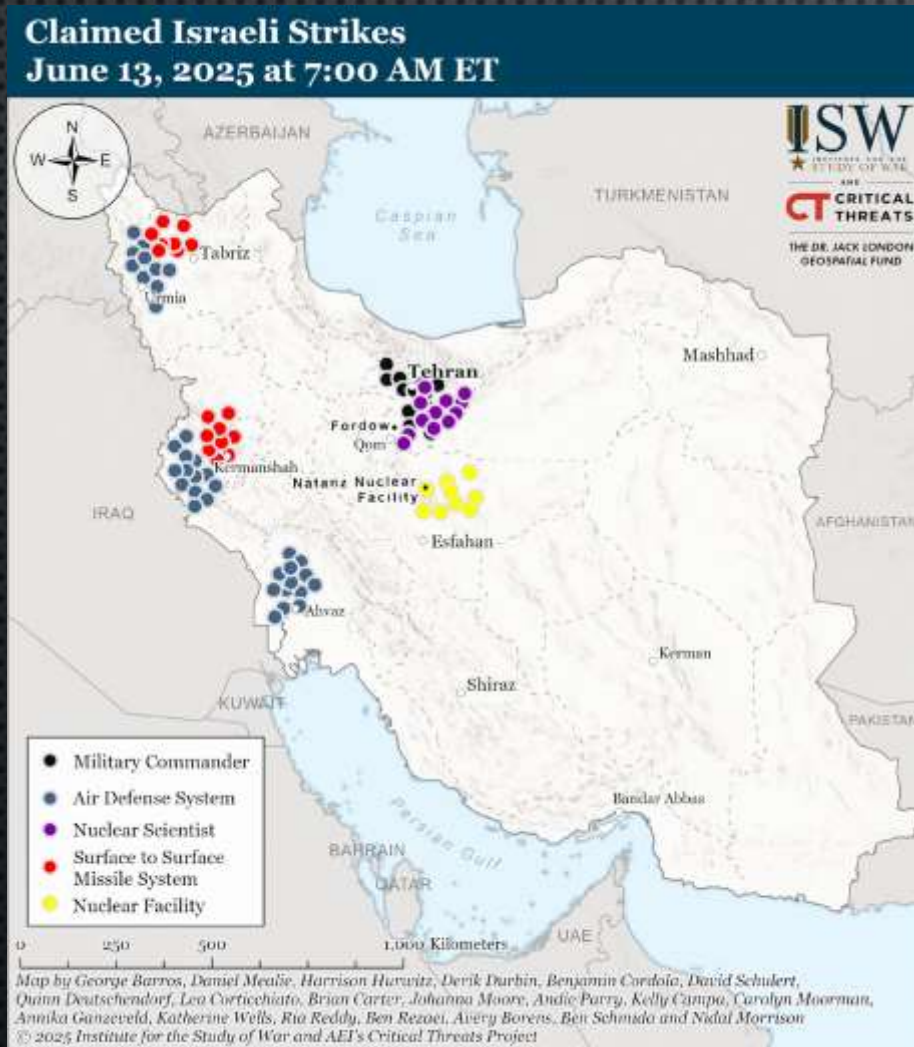 Claimed Israeli Strikes
June 13, 2025 at 7:00 AM ET
N
W E
S
ISW
INSTITUTE FOR THE
STUDY OF WAR
AND
CT CRITICAL
THREATS
THE DR. JACK LONDON
GEOSPATIAL FUND
AZERBAIJAN
TURKMENISTAN
Caspian
Sea
Tabriz
Urmia
Mashhad
Tehran
Fordow
Qom
Kermanshah
Natanz Nuclear
Facility
IRAQ
AFGHANISTAN
Esfahan
Ahvaz
Kerman
Shiraz
KUWAIT
PAKISTAN
Bandar Abbas
Persian Gulf
BAHRAIN
QATAR
UAE
Military Commander
Air Defense System
Nuclear Scientist
Surface to Surface
Missile System
Nuclear Facility
0 250 500 1,000 Kilometers
Map by George Barros, Daniel Mealie, Harrison Hurwitz, Derik Durbin, Benjamin Cordola, David Schulert,
Quinn Deutschendorf, Lea Corticchiato, Brian Carter, Johanna Moore, Andie Parry, Kelly Campa, Carolyn Moorman,
Annika Ganzeveld, Katherine Wells, Ria Reddy, Ben Rezaei, Avery Borens, Ben Schmida and Nidal Morrison
© 2025 Institute for the Study of War and AEI's Critical Threats Project